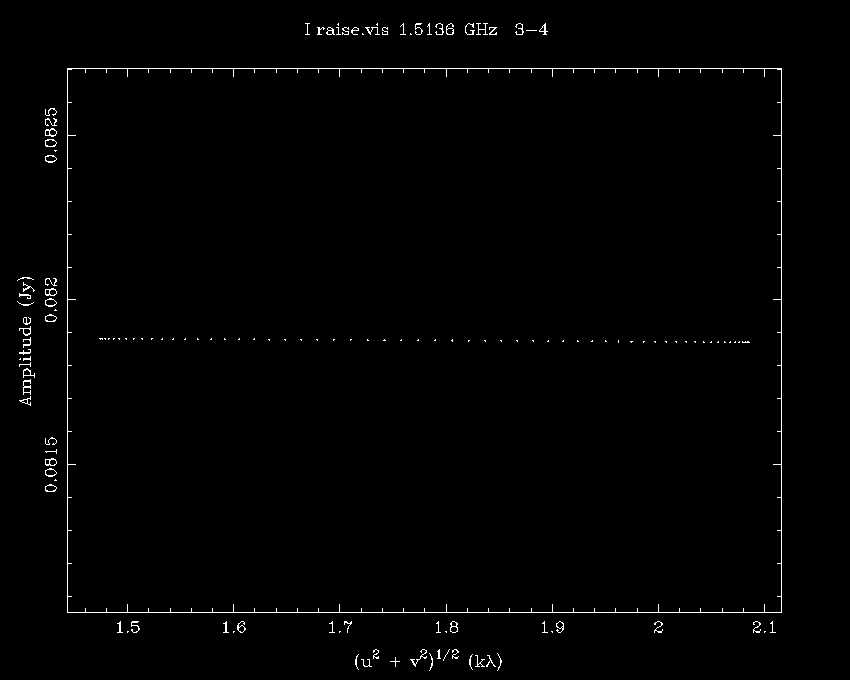 I raise.vis 1.5136 GHz 3-4
0.0825
0.082
0.0815
Amplitude (Jy)
1.5 1.6 1.7 1.8 1.9 2 2.1
(u² + v²)¹/² (kλ)